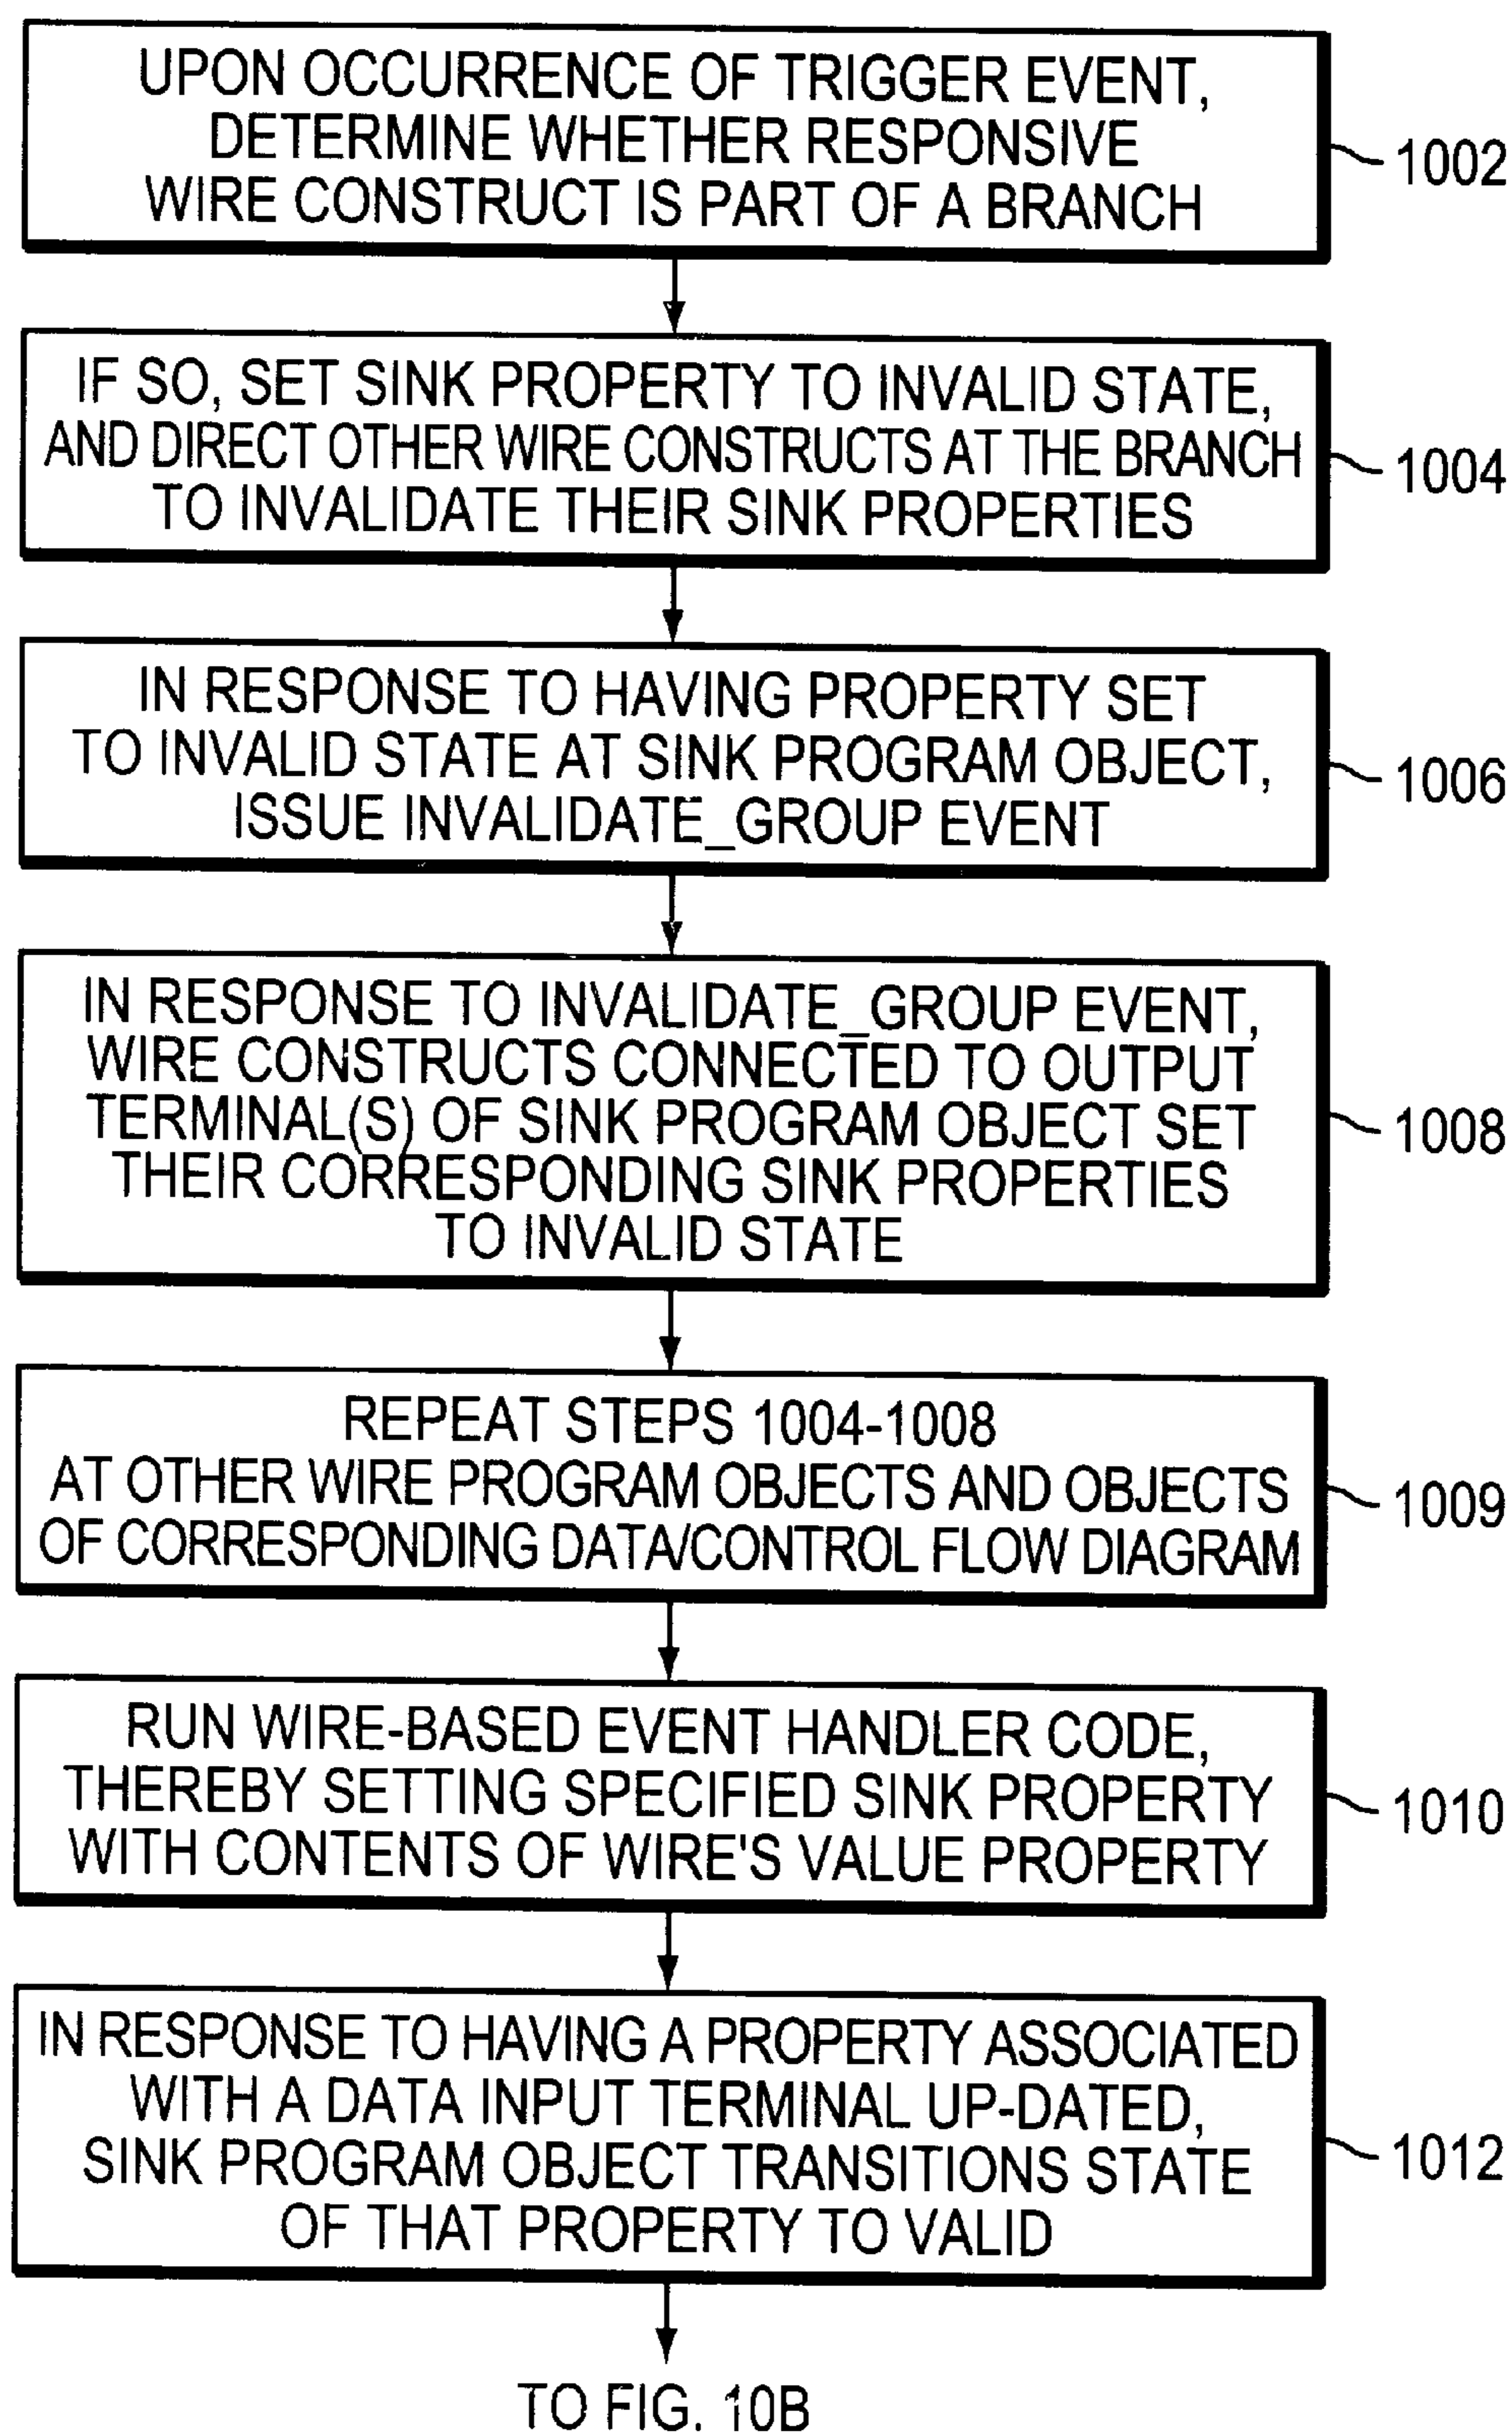 UPON OCCURRENCE OF TRIGGER EVENT,
DETERMINE WHETHER RESPONSIVE
WIRE CONSTRUCT IS PART OF A BRANCH
1002
IF SO, SET SINK PROPERTY TO INVALID STATE,
AND DIRECT OTHER WIRE CONSTRUCTS AT THE BRANCH
TO INVALIDATE THEIR SINK PROPERTIES
1004
IN RESPONSE TO HAVING PROPERTY SET
TO INVALID STATE AT SINK PROGRAM OBJECT,
ISSUE INVALIDATE_GROUP EVENT
1006
IN RESPONSE TO INVALIDATE_GROUP EVENT,
WIRE CONSTRUCTS CONNECTED TO OUTPUT
TERMINAL(S) OF SINK PROGRAM OBJECT SET
THEIR CORRESPONDING SINK PROPERTIES
TO INVALID STATE
1008
REPEAT STEPS 1004-1008
AT OTHER WIRE PROGRAM OBJECTS AND OBJECTS
OF CORRESPONDING DATA/CONTROL FLOW DIAGRAM
1009
RUN WIRE-BASED EVENT HANDLER CODE,
THEREBY SETTING SPECIFIED SINK PROPERTY
WITH CONTENTS OF WIRE'S VALUE PROPERTY
1010
IN RESPONSE TO HAVING A PROPERTY ASSOCIATED
WITH A DATA INPUT TERMINAL UP-DATED,
SINK PROGRAM OBJECT TRANSITIONS STATE
OF THAT PROPERTY TO VALID
1012
TO FIG. 10B